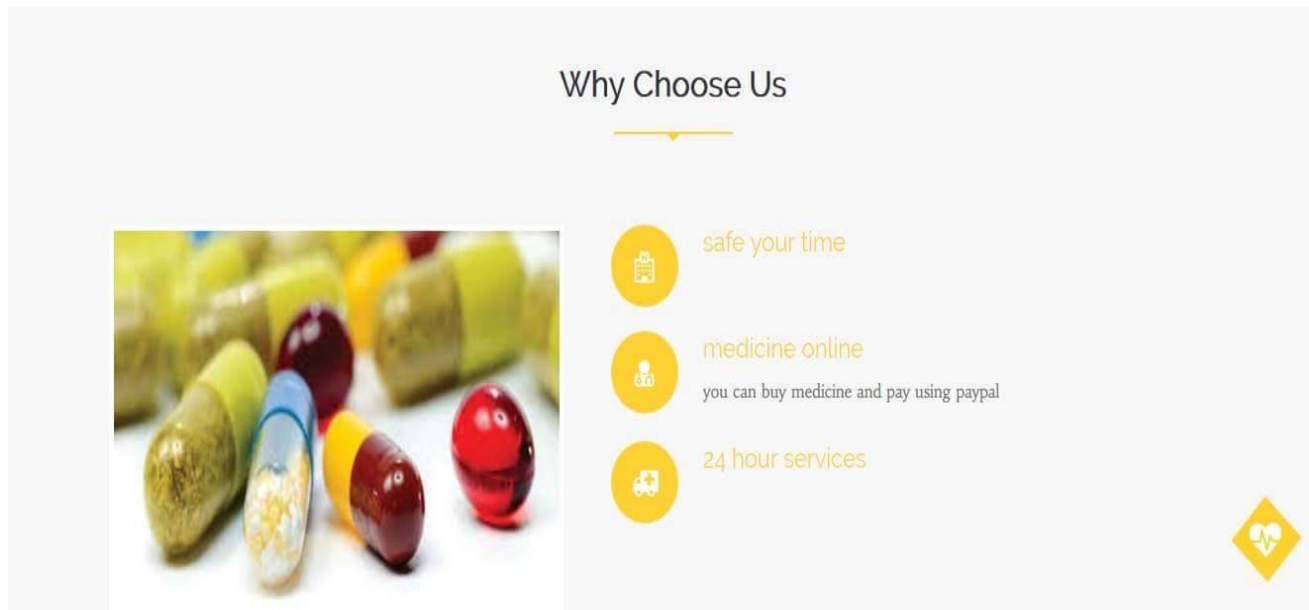 Why Choose Us
safe your time
medicine online
you can buy medicine and pay using paypal
24 hour services